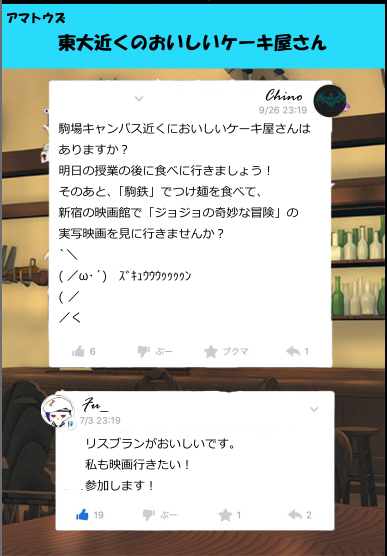 アマトウズ
東大近くのおいしいケーキ屋さん
Chino
9/26 23:19
駒場キャンパス近くにおいしいケーキ屋さんは
ありますか？
明日の授業の後に食べに行きましょう！
そのあと、「駒鉄」でつけ麺を食べて、
新宿の映画館で「ジョジョの奇妙な冒険」の
実写映画を見に行きませんか？
`＼
( ／ω･´)　ｽﾞｷｭｳｳｳｩｩｩｩﾝ
( ／
／く
6 ぶー ブクマ 1
Fu_
7/3 23:19
リスブランがおいしいです。
私も映画行きたい！
参加します！
19 ぶー 1 2